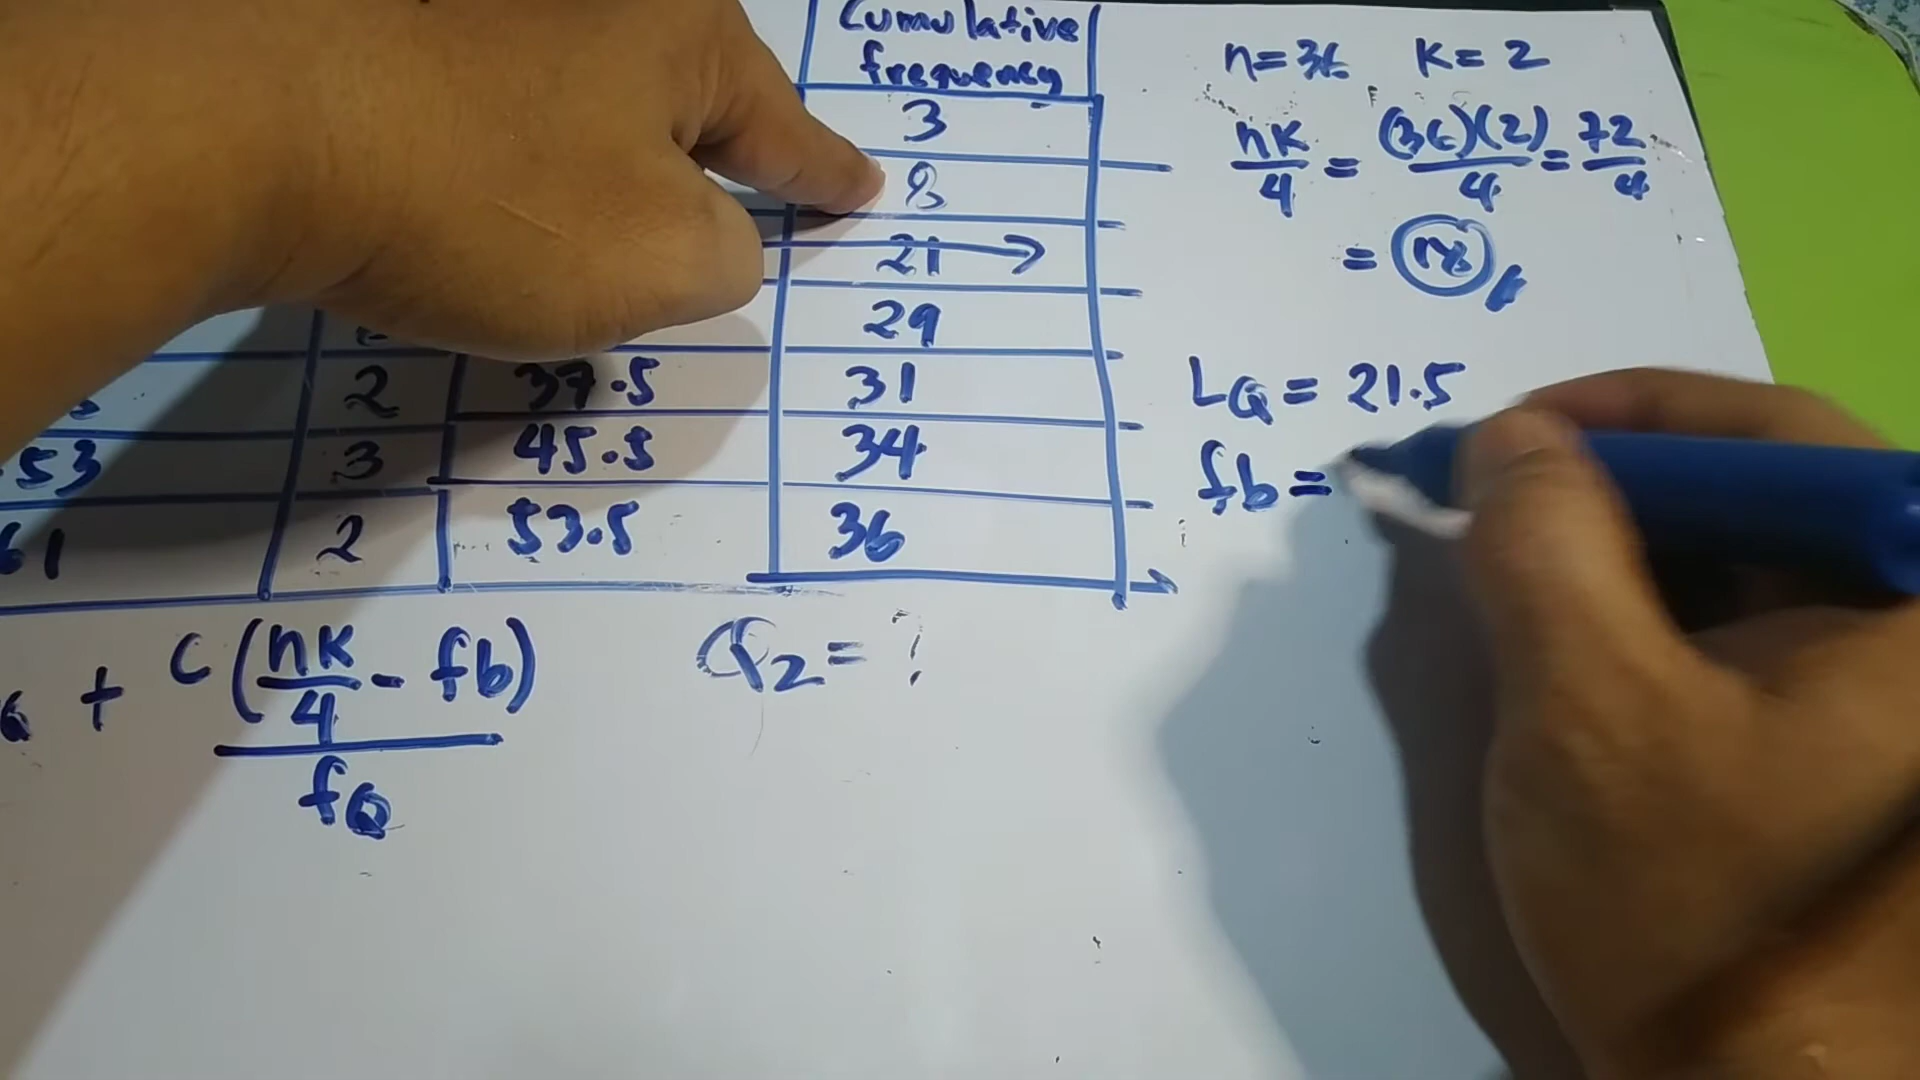 Cumulative
frequency
3
8
21
29
2 37.5 31
53 3 45.5 34
61 2 53.5 36
+ C(nK/4 - fb)
fQ
Q2 = ?
n=36 K=2
nK/4 = (36)(2)/4 = 72/4
= 18
LQ = 21.5
fb =